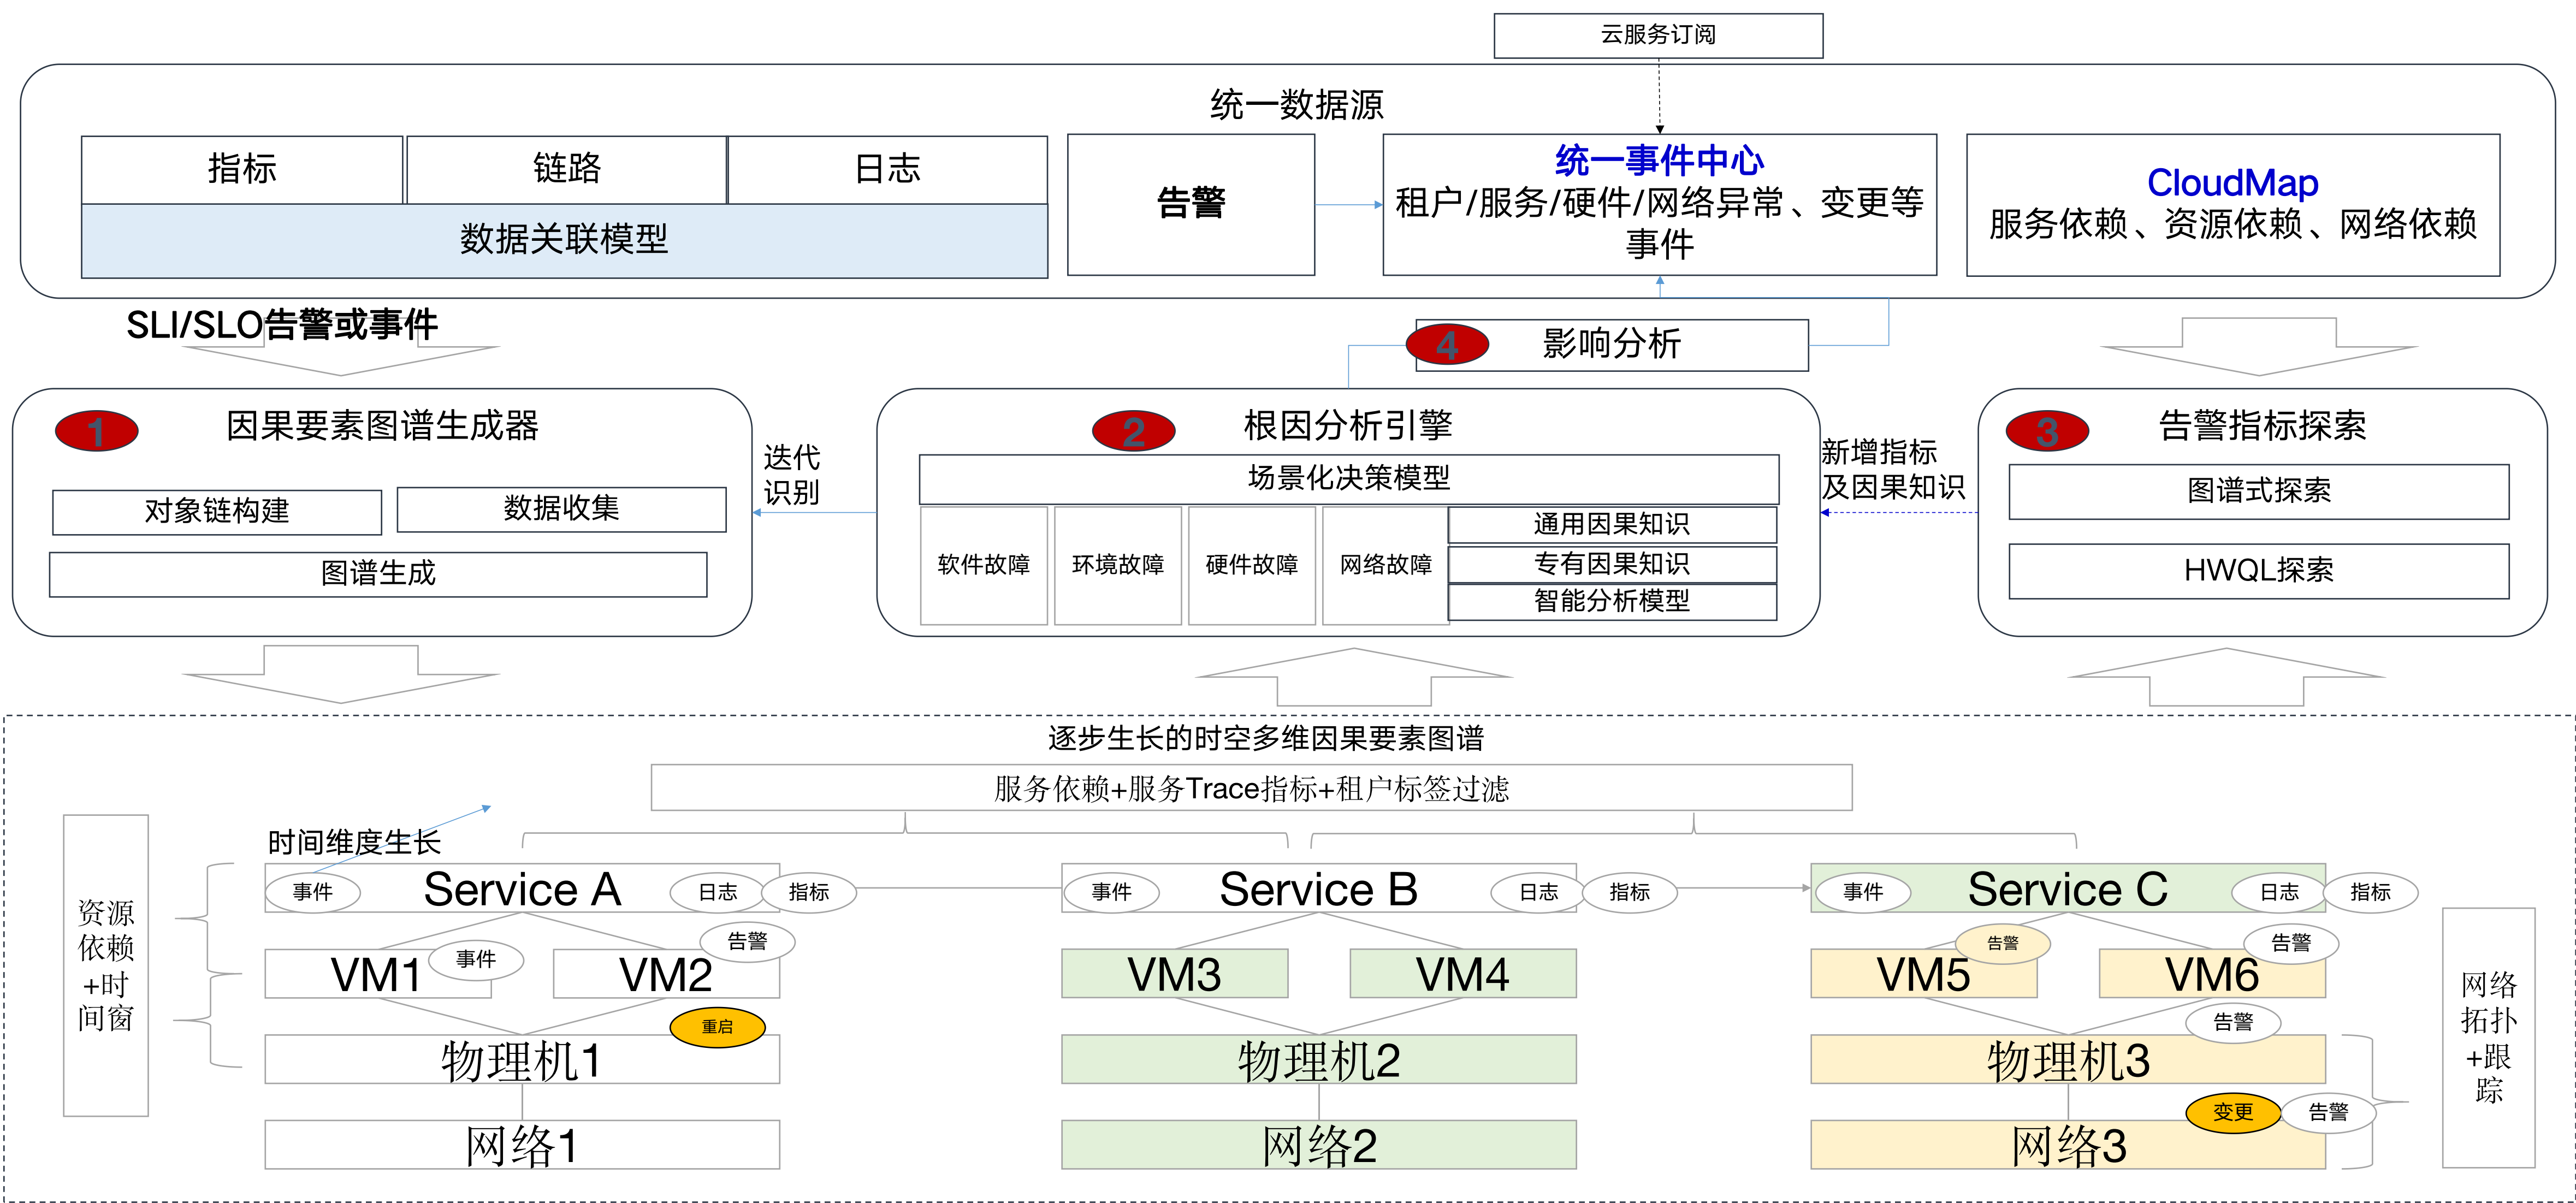 云服务订阅
统一数据源
指标
链路
日志
数据关联模型
告警
统一事件中心
租户/服务/硬件/网络异常、变更等
事件
CloudMap
服务依赖、资源依赖、网络依赖
SLI/SLO告警或事件
4
影响分析
1
因果要素图谱生成器
对象链构建
数据收集
图谱生成
迭代
识别
2
根因分析引擎
场景化决策模型
软件故障
环境故障
硬件故障
网络故障
通用因果知识
专有因果知识
智能分析模型
新增指标
及因果知识
3
告警指标探索
图谱式探索
HWQL探索
逐步生长的时空多维因果要素图谱
服务依赖+服务Trace指标+租户标签过滤
资源
依赖
+时
间窗
时间维度生长
事件
Service A
日志
指标
事件
Service B
日志
指标
事件
Service C
日志
指标
VM1
事件
VM2
告警
VM3
VM4
VM5
告警
VM6
告警
物理机1
重启
物理机2
物理机3
告警
网络1
网络2
网络3
变更
告警
网络
拓扑
+跟
踪